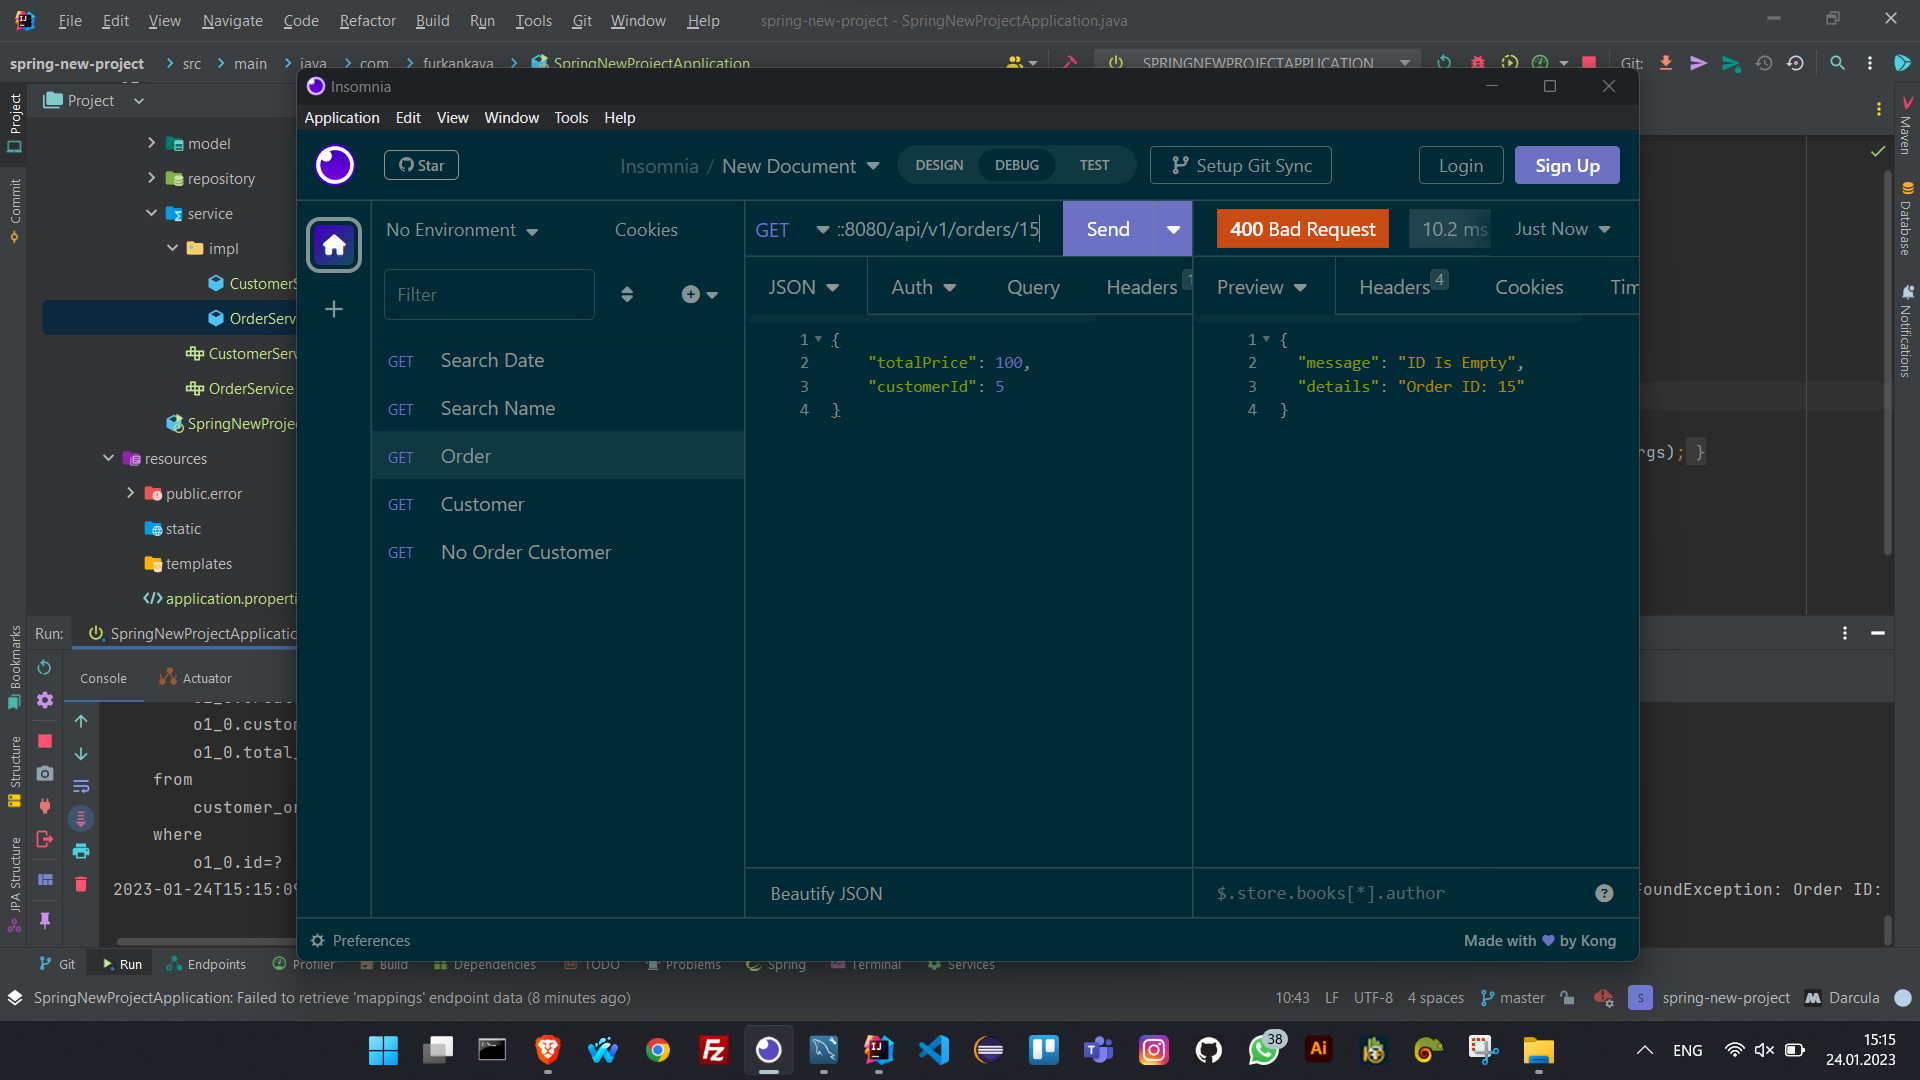 File Edit View Navigate Code Refactor Build Run Tools Git Window Help spring-new-project - SpringNewProjectApplication.java
spring-new-project src main java com furkankaya SpringNewProjectApplication SPRINGNEWPROJECTAPPLICATION Git:
Project
Project
Commit
model
repository
service
impl
CustomerS
OrderServ
CustomerServ
OrderService
SpringNewProje
resources
public.error
static
templates
application.properti
Insomnia
Application Edit View Window Tools Help
Star
Insomnia / New Document
DESIGN DEBUG TEST
Setup Git Sync
Login
Sign Up
No Environment Cookies
Filter
GET Search Date
GET Search Name
GET Order
GET Customer
GET No Order Customer
GET ::8080/api/v1/orders/15 Send
JSON Auth Query Headers 1
1 {
2 "totalPrice": 100,
3 "customerId": 5
4 }
Beautify JSON
400 Bad Request 10.2 ms Just Now
Preview Headers 4 Cookies Tim
1 {
2 "message": "ID Is Empty",
3 "details": "Order ID: 15"
4 }
$.store.books[*].author
Preferences
Made with by Kong
rgs); }
Maven
Database
Notifications
Bookmarks
Structure
JPA Structure
Run: SpringNewProjectApplicatio
Console Actuator
o1_0.custom
o1_0.total_
from
customer_or
where
o1_0.id=?
2023-01-24T15:15:09
FoundException: Order ID:
Git Run Endpoints Profiler Build Dependencies TODO Problems Spring Terminal Services
SpringNewProjectApplication: Failed to retrieve 'mappings' endpoint data (8 minutes ago)
10:43 LF UTF-8 4 spaces master S spring-new-project Darcula
FZ
IJ
38
Ai
ENG
15:15
24.01.2023